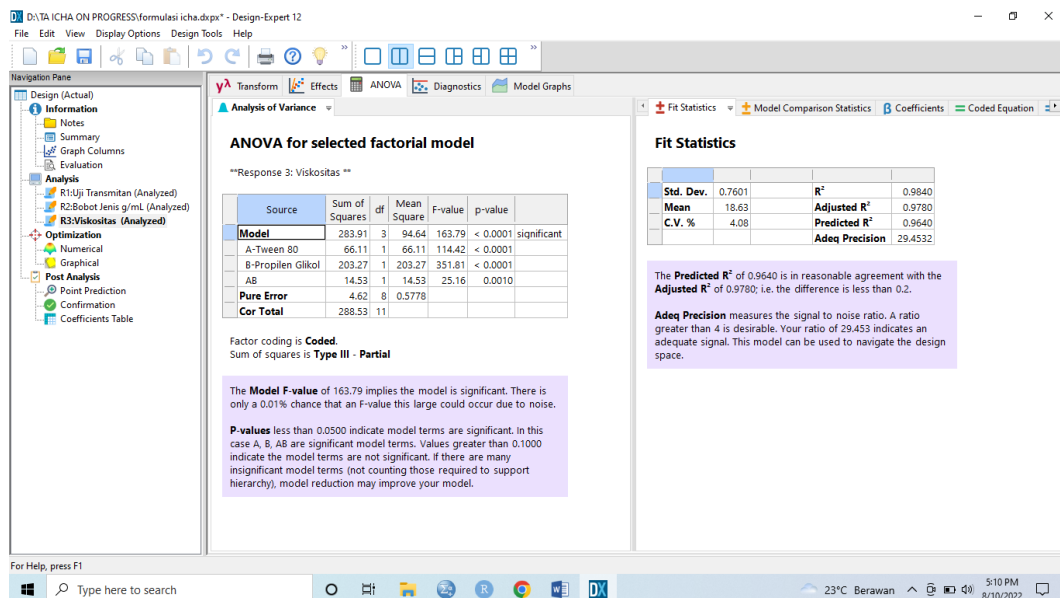 D:\TA ICHA ON PROGRESS\formulasi icha.dxpx* - Design-Expert 12
File Edit View Display Options Design Tools Help
Navigation Pane
Design (Actual)
Information
Notes
Summary
Graph Columns
Evaluation
Analysis
R1:Uji Transmitan (Analyzed)
R2:Bobot Jenis g/mL (Analyzed)
R3:Viskositas (Analyzed)
Optimization
Numerical
Graphical
Post Analysis
Point Prediction
Confirmation
Coefficients Table
yλ Transform Effects ANOVA Diagnostics Model Graphs
Analysis of Variance
ANOVA for selected factorial model
**Response 3: Viskositas **
Source Sum of Squares df Mean Square F-value p-value
Model 283.91 3 94.64 163.79 < 0.0001 significant
A-Tween 80 66.11 1 66.11 114.42 < 0.0001
B-Propilen Glikol 203.27 1 203.27 351.81 < 0.0001
AB 14.53 1 14.53 25.16 0.0010
Pure Error 4.62 8 0.5778
Cor Total 288.53 11
Factor coding is Coded.
Sum of squares is Type III - Partial
The Model F-value of 163.79 implies the model is significant. There is
only a 0.01% chance that an F-value this large could occur due to noise.
P-values less than 0.0500 indicate model terms are significant. In this
case A, B, AB are significant model terms. Values greater than 0.1000
indicate the model terms are not significant. If there are many
insignificant model terms (not counting those required to support
hierarchy), model reduction may improve your model.
Fit Statistics Model Comparison Statistics β Coefficients Coded Equation
Fit Statistics
Std. Dev. 0.7601 R² 0.9840
Mean 18.63 Adjusted R² 0.9780
C.V. % 4.08 Predicted R² 0.9640
Adeq Precision 29.4532
The Predicted R² of 0.9640 is in reasonable agreement with the
Adjusted R² of 0.9780; i.e. the difference is less than 0.2.
Adeq Precision measures the signal to noise ratio. A ratio
greater than 4 is desirable. Your ratio of 29.453 indicates an
adequate signal. This model can be used to navigate the design
space.
For Help, press F1
Type here to search
DX
23°C Berawan
5:10 PM
8/10/2022